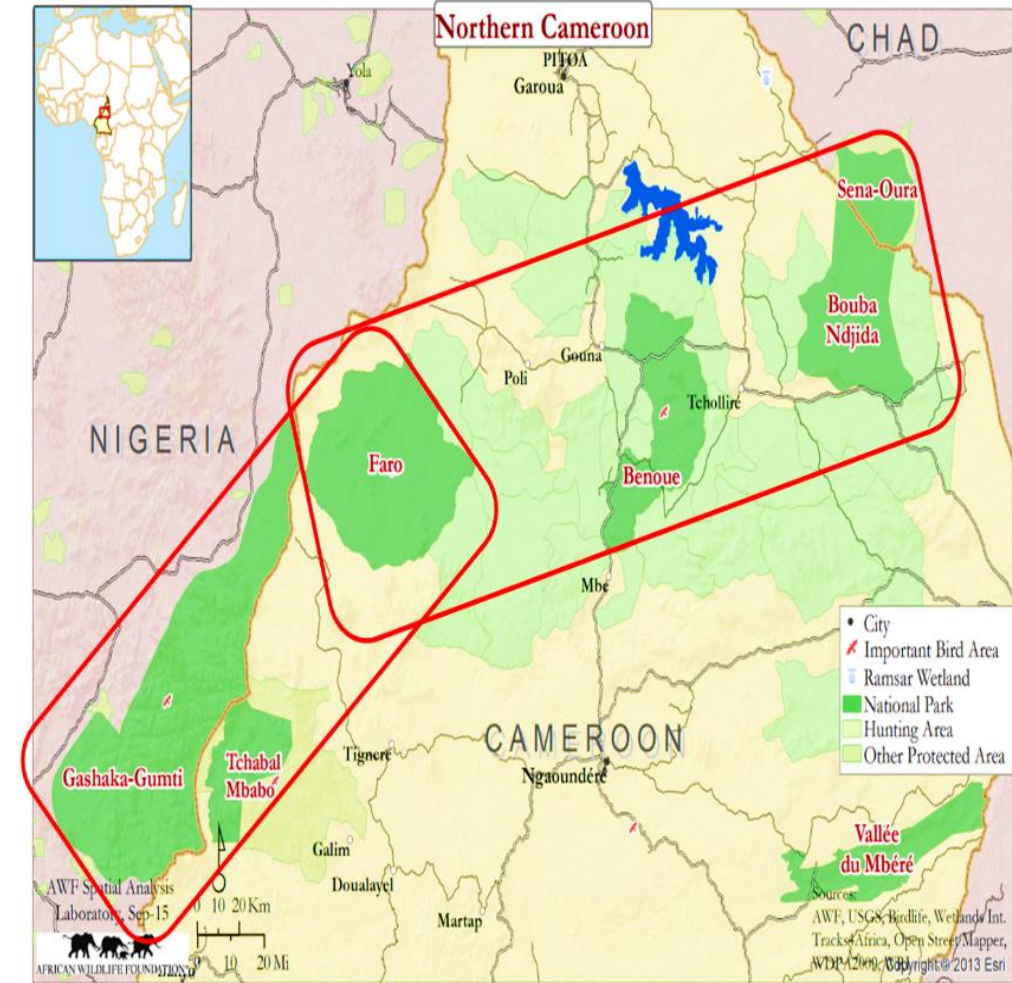 Northern Cameroon
CHAD
PITOA
Garoua
Yola
Sena-Oura
Bouba
Ndjida
Gouna
Poli
Tcholliré
NIGERIA
Faro
Benoue
Mbe
City
Important Bird Area
Ramsar Wetland
National Park
Hunting Area
Other Protected Area
CAMEROON
Tignere
Ngaoundéré
Gashaka-Gumti
Tchabal
Mbabo
Vallée
du Mbéré
Galim
Doualayel
Martap
AWF Spatial Analysis
Laboratory, Sep-15
0 10 20 Km
0 10 20 Mi
AFRICAN WILDLIFE FOUNDATION
Sources:
AWF, USGS, Birdlife, Wetlands Int.
Tracks4Africa, Open Street Mapper,
Copyright:© 2013 Esri